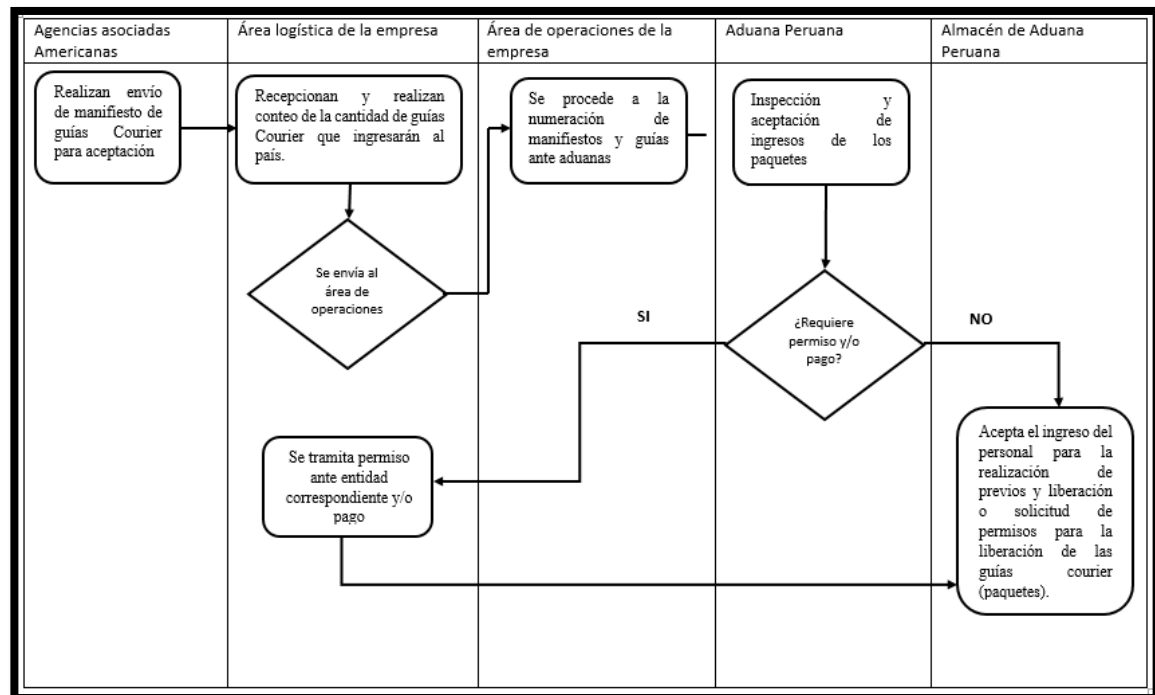 Agencias asociadas
Americanas
Área logística de la empresa
Área de operaciones de la
empresa
Aduana Peruana
Almacén de Aduana
Peruana
Realizan envío
de manifiesto de
guías Courier
para aceptación
Recepcionan y realizan
conteo de la cantidad de guías
Courier que ingresarán al
país.
Se procede a la
numeración de
manifiestos y guías
ante aduanas
Inspección y
aceptación de
ingresos de los
paquetes
Se envía al
área de
operaciones
SI
¿Requiere
permiso y/o
pago?
NO
Se tramita permiso
ante entidad
correspondiente y/o
pago
Acepta el ingreso del
personal para la
realización de
previos y liberación
o solicitud de
permisos para la
liberación de las
guías courier
(paquetes).